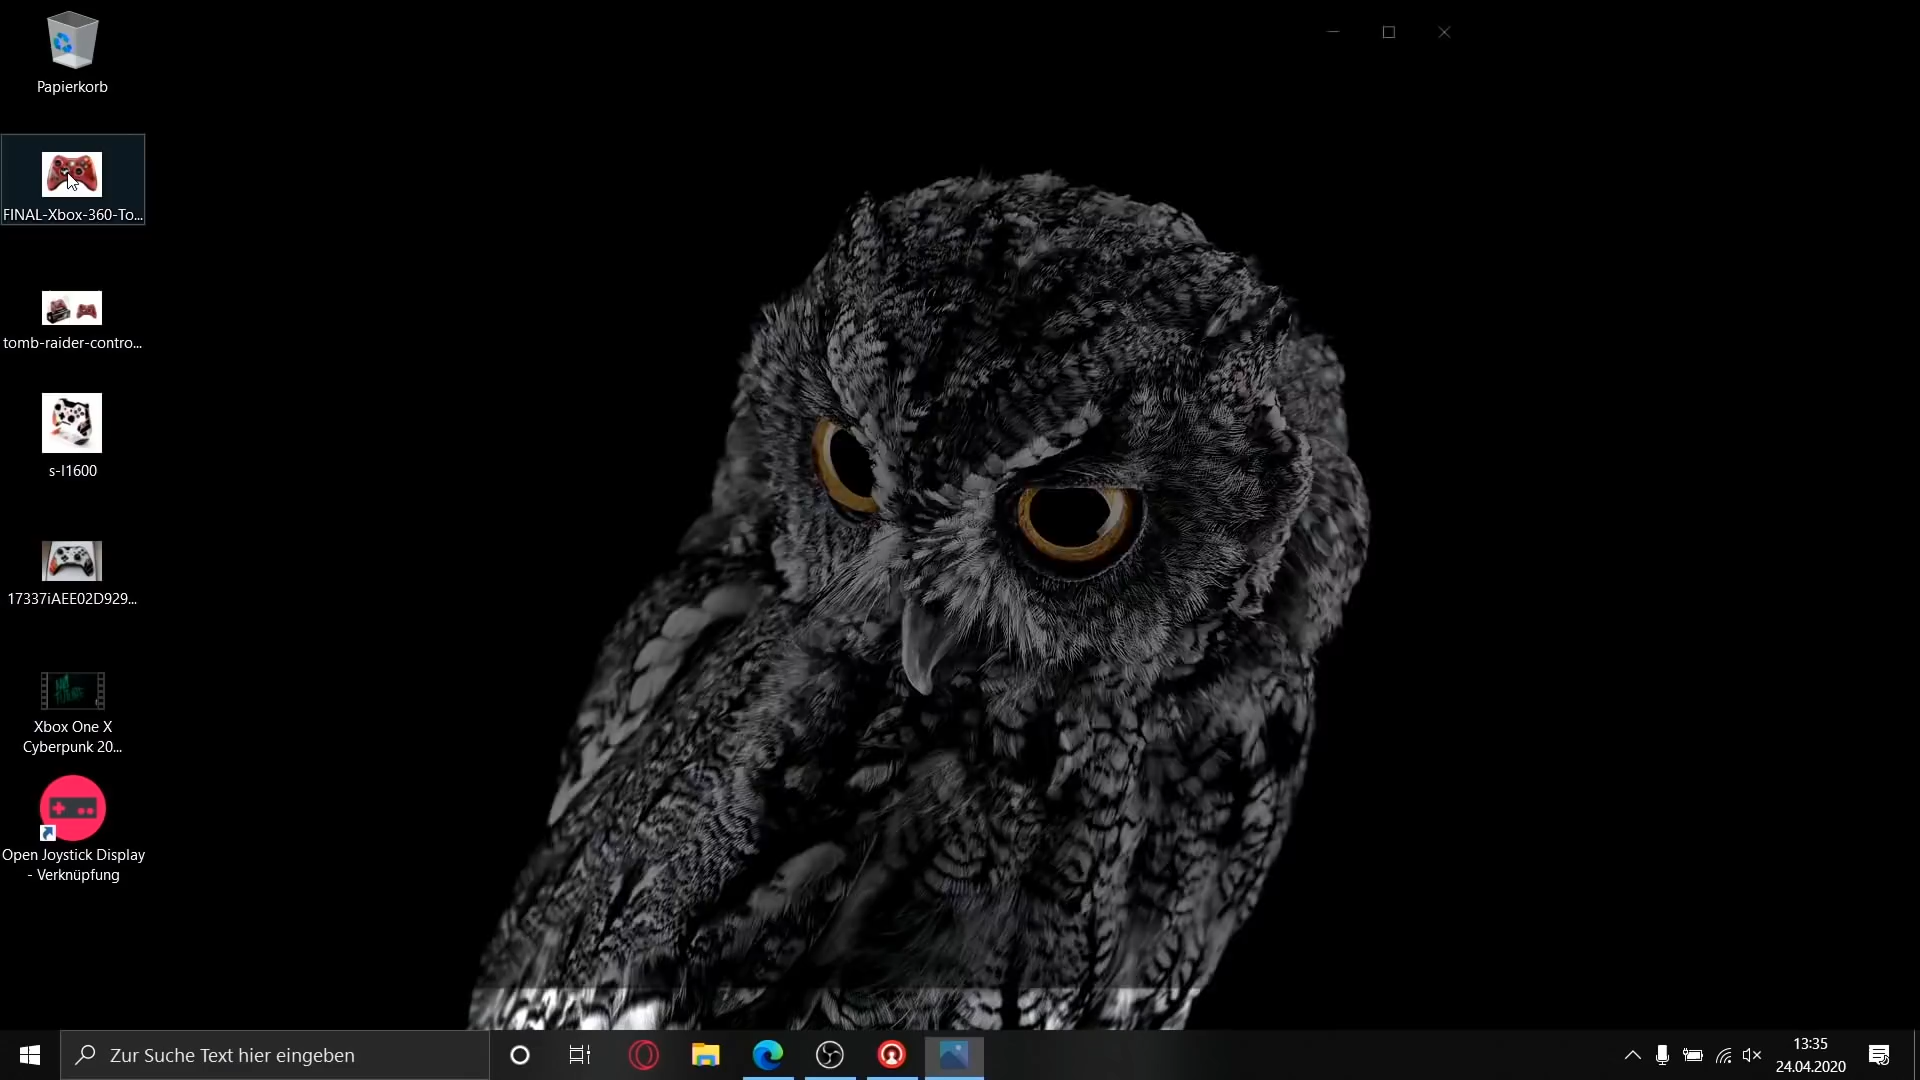 Papierkorb
FINAL-Xbox-360-To...
tomb-raider-contro...
s-l1600
17337iAEE02D929...
Xbox One X
Cyberpunk 20...
Open Joystick Display
- Verknüpfung
Zur Suche Text hier eingeben
13:35
24.04.2020